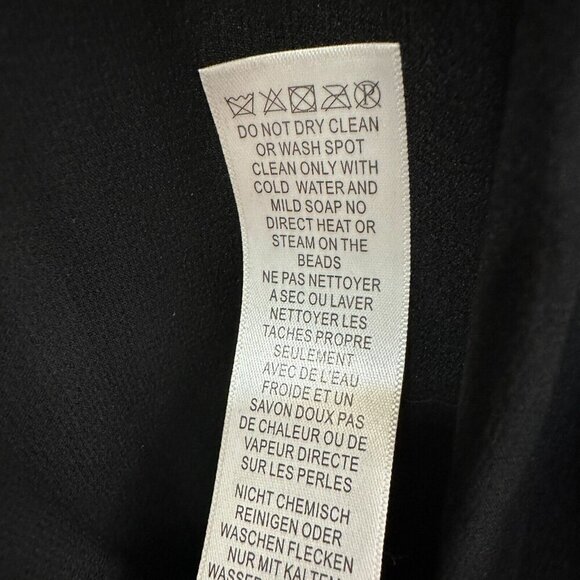 DO NOT DRY CLEAN
OR WASH SPOT
CLEAN ONLY WITH
COLD WATER AND
MILD SOAP NO
DIRECT HEAT OR
STEAM ON THE
BEADS
NE PAS NETTOYER
A SEC OU LAVER
NETTOYER LES
TACHES PROPRE
SEULEMENT
AVEC DE L'EAU
FROIDE ET UN
SAVON DOUX PAS
DE CHALEUR OU DE
VAPEUR DIRECTE
SUR LES PERLES
NICHT CHEMISCH
REINIGEN ODER
WASCHEN FLECKEN
NUR MIT KALTEM